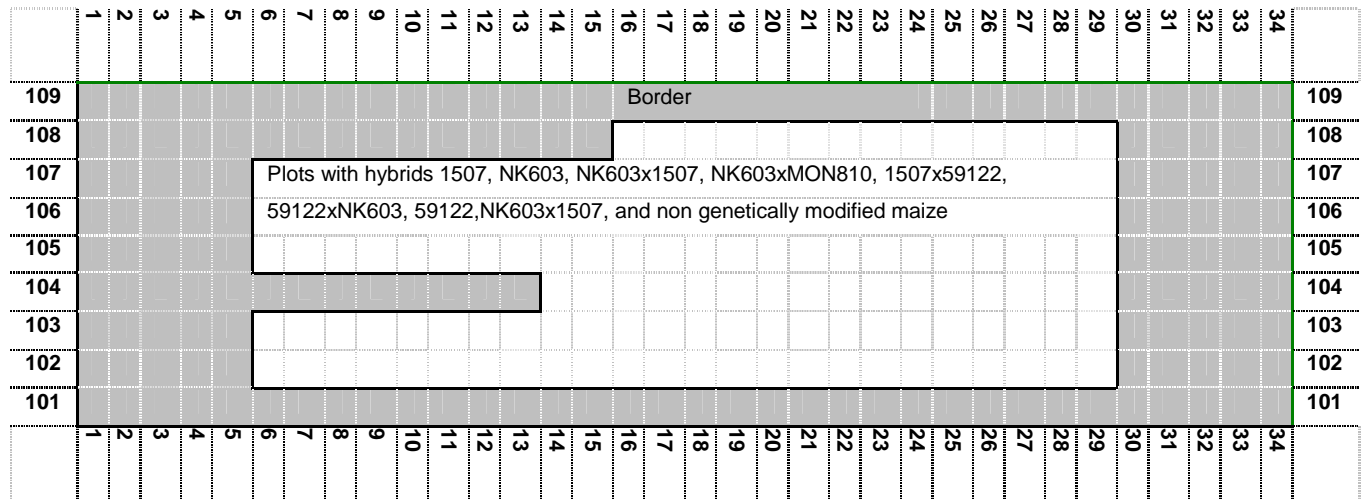 1 2 3 4 5 6 7 8 9 10 11 12 13 14 15 16 17 18 19 20 21 22 23 24 25 26 27 28 29 30 31 32 33 34
109 Border 109
108 108
107 Plots with hybrids 1507, NK603, NK603x1507, NK603xMON810, 1507x59122, 107
106 59122xNK603, 59122,NK603x1507, and non genetically modified maize 106
105 105
104 104
103 103
102 102
101 101
1 2 3 4 5 6 7 8 9 10 11 12 13 14 15 16 17 18 19 20 21 22 23 24 25 26 27 28 29 30 31 32 33 34